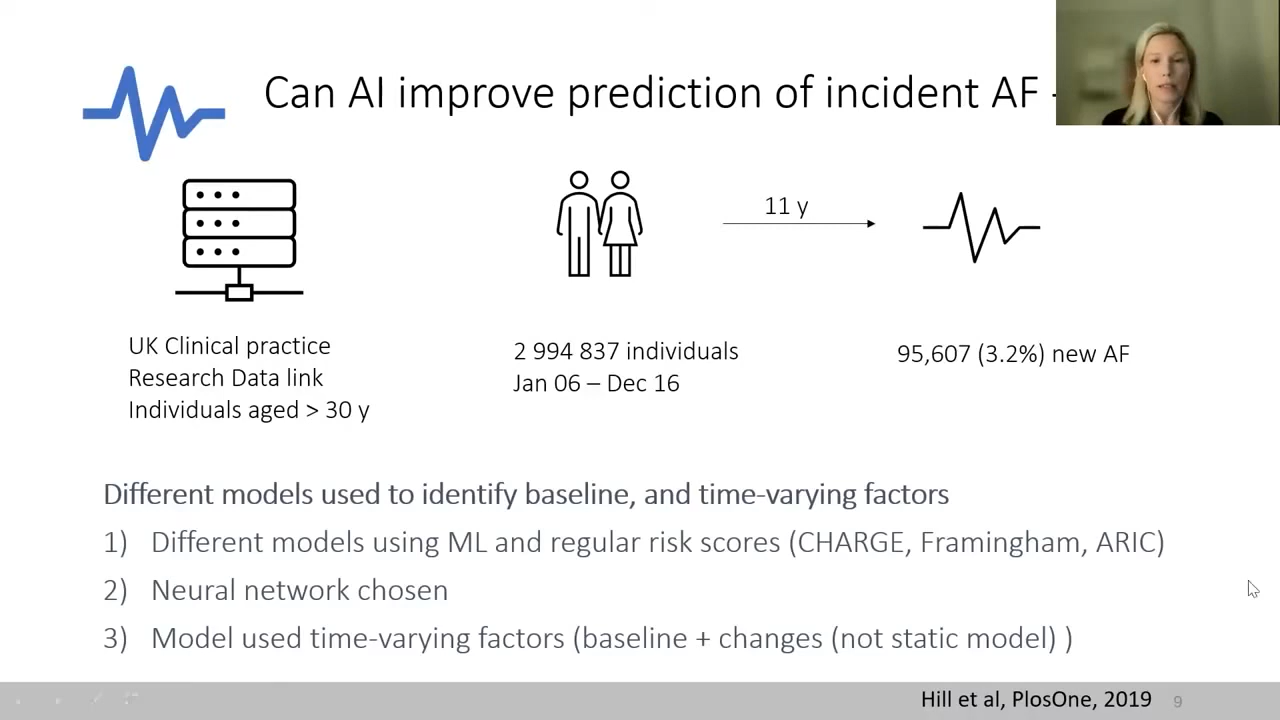 Can AI improve prediction of incident AF -
11 y
UK Clinical practice
Research Data link
Individuals aged > 30 y
2 994 837 individuals
Jan 06 – Dec 16
95,607 (3.2%) new AF
Different models used to identify baseline, and time-varying factors
1) Different models using ML and regular risk scores (CHARGE, Framingham, ARIC)
2) Neural network chosen
3) Model used time-varying factors (baseline + changes (not static model) )
Hill et al, PlosOne, 2019 9